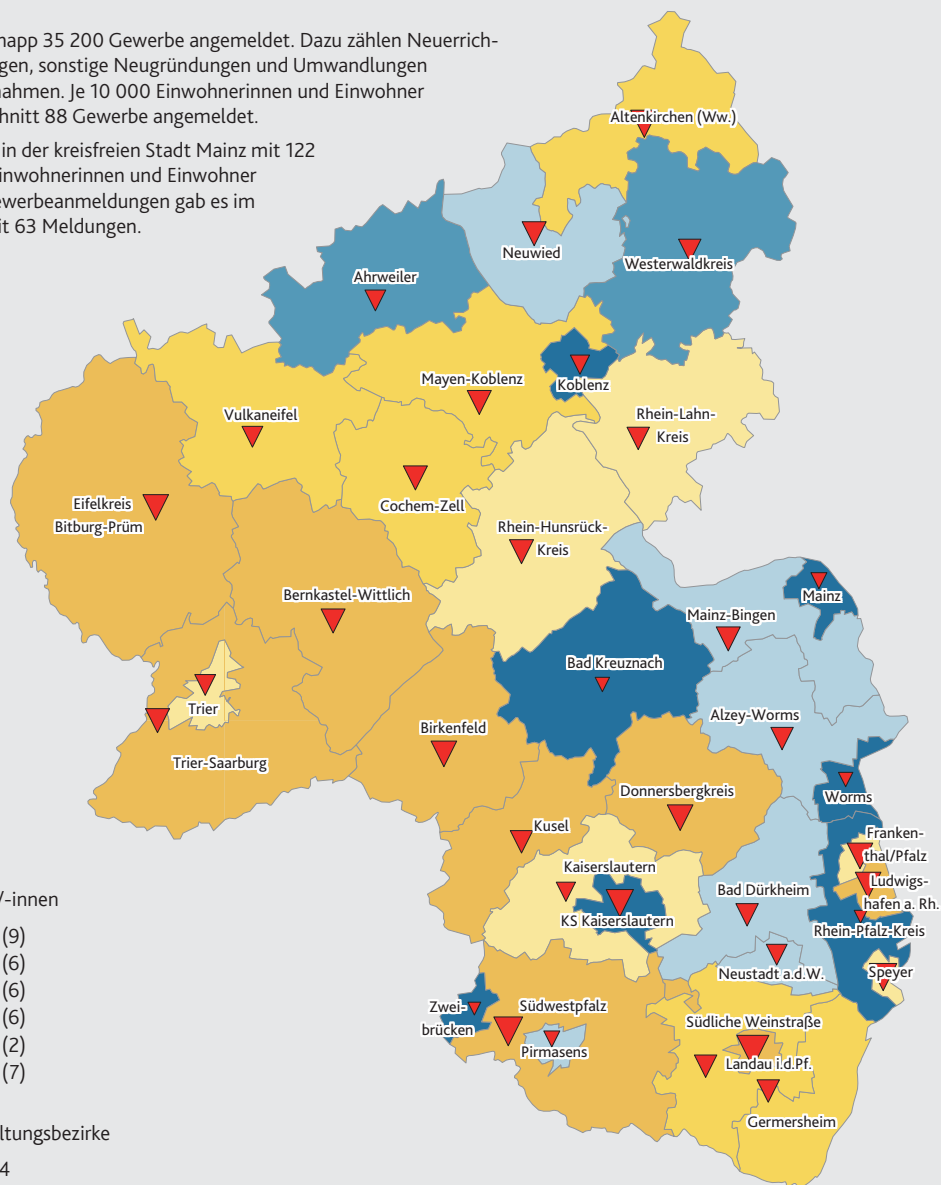 napp 35 200 Gewerbe angemeldet. Dazu zählen Neuerrich-
gen, sonstige Neugründungen und Umwandlungen
nahmen. Je 10 000 Einwohnerinnen und Einwohner
chnitt 88 Gewerbe angemeldet.
in der kreisfreien Stadt Mainz mit 122
inwohnerinnen und Einwohner
ewerbeanmeldungen gab es im
it 63 Meldungen.
Altenkirchen (Ww.)
Neuwied
Westerwaldkreis
Ahrweiler
Mayen-Koblenz
Koblenz
Vulkaneifel
Rhein-Lahn-
Kreis
Cochem-Zell
Eifelkreis
Bitburg-Prüm
Rhein-Hunsrück-
Kreis
Bernkastel-Wittlich
Mainz
Mainz-Bingen
Bad Kreuznach
Trier
Alzey-Worms
Birkenfeld
Trier-Saarburg
Donnersbergkreis
Worms
Kusel
Franken-
thal/Pfalz
Kaiserslautern
Ludwigs-
hafen a. Rh.
Bad Dürkheim
KS Kaiserslautern
Rhein-Pfalz-Kreis
Neustadt a.d.W.
Speyer
Zwei-
brücken
Südwestpfalz
Pirmasens
Südliche Weinstraße
Landau i.d.Pf.
Germersheim
/-innen
(9)
(6)
(6)
(6)
(2)
(7)
ltungsbezirke
4